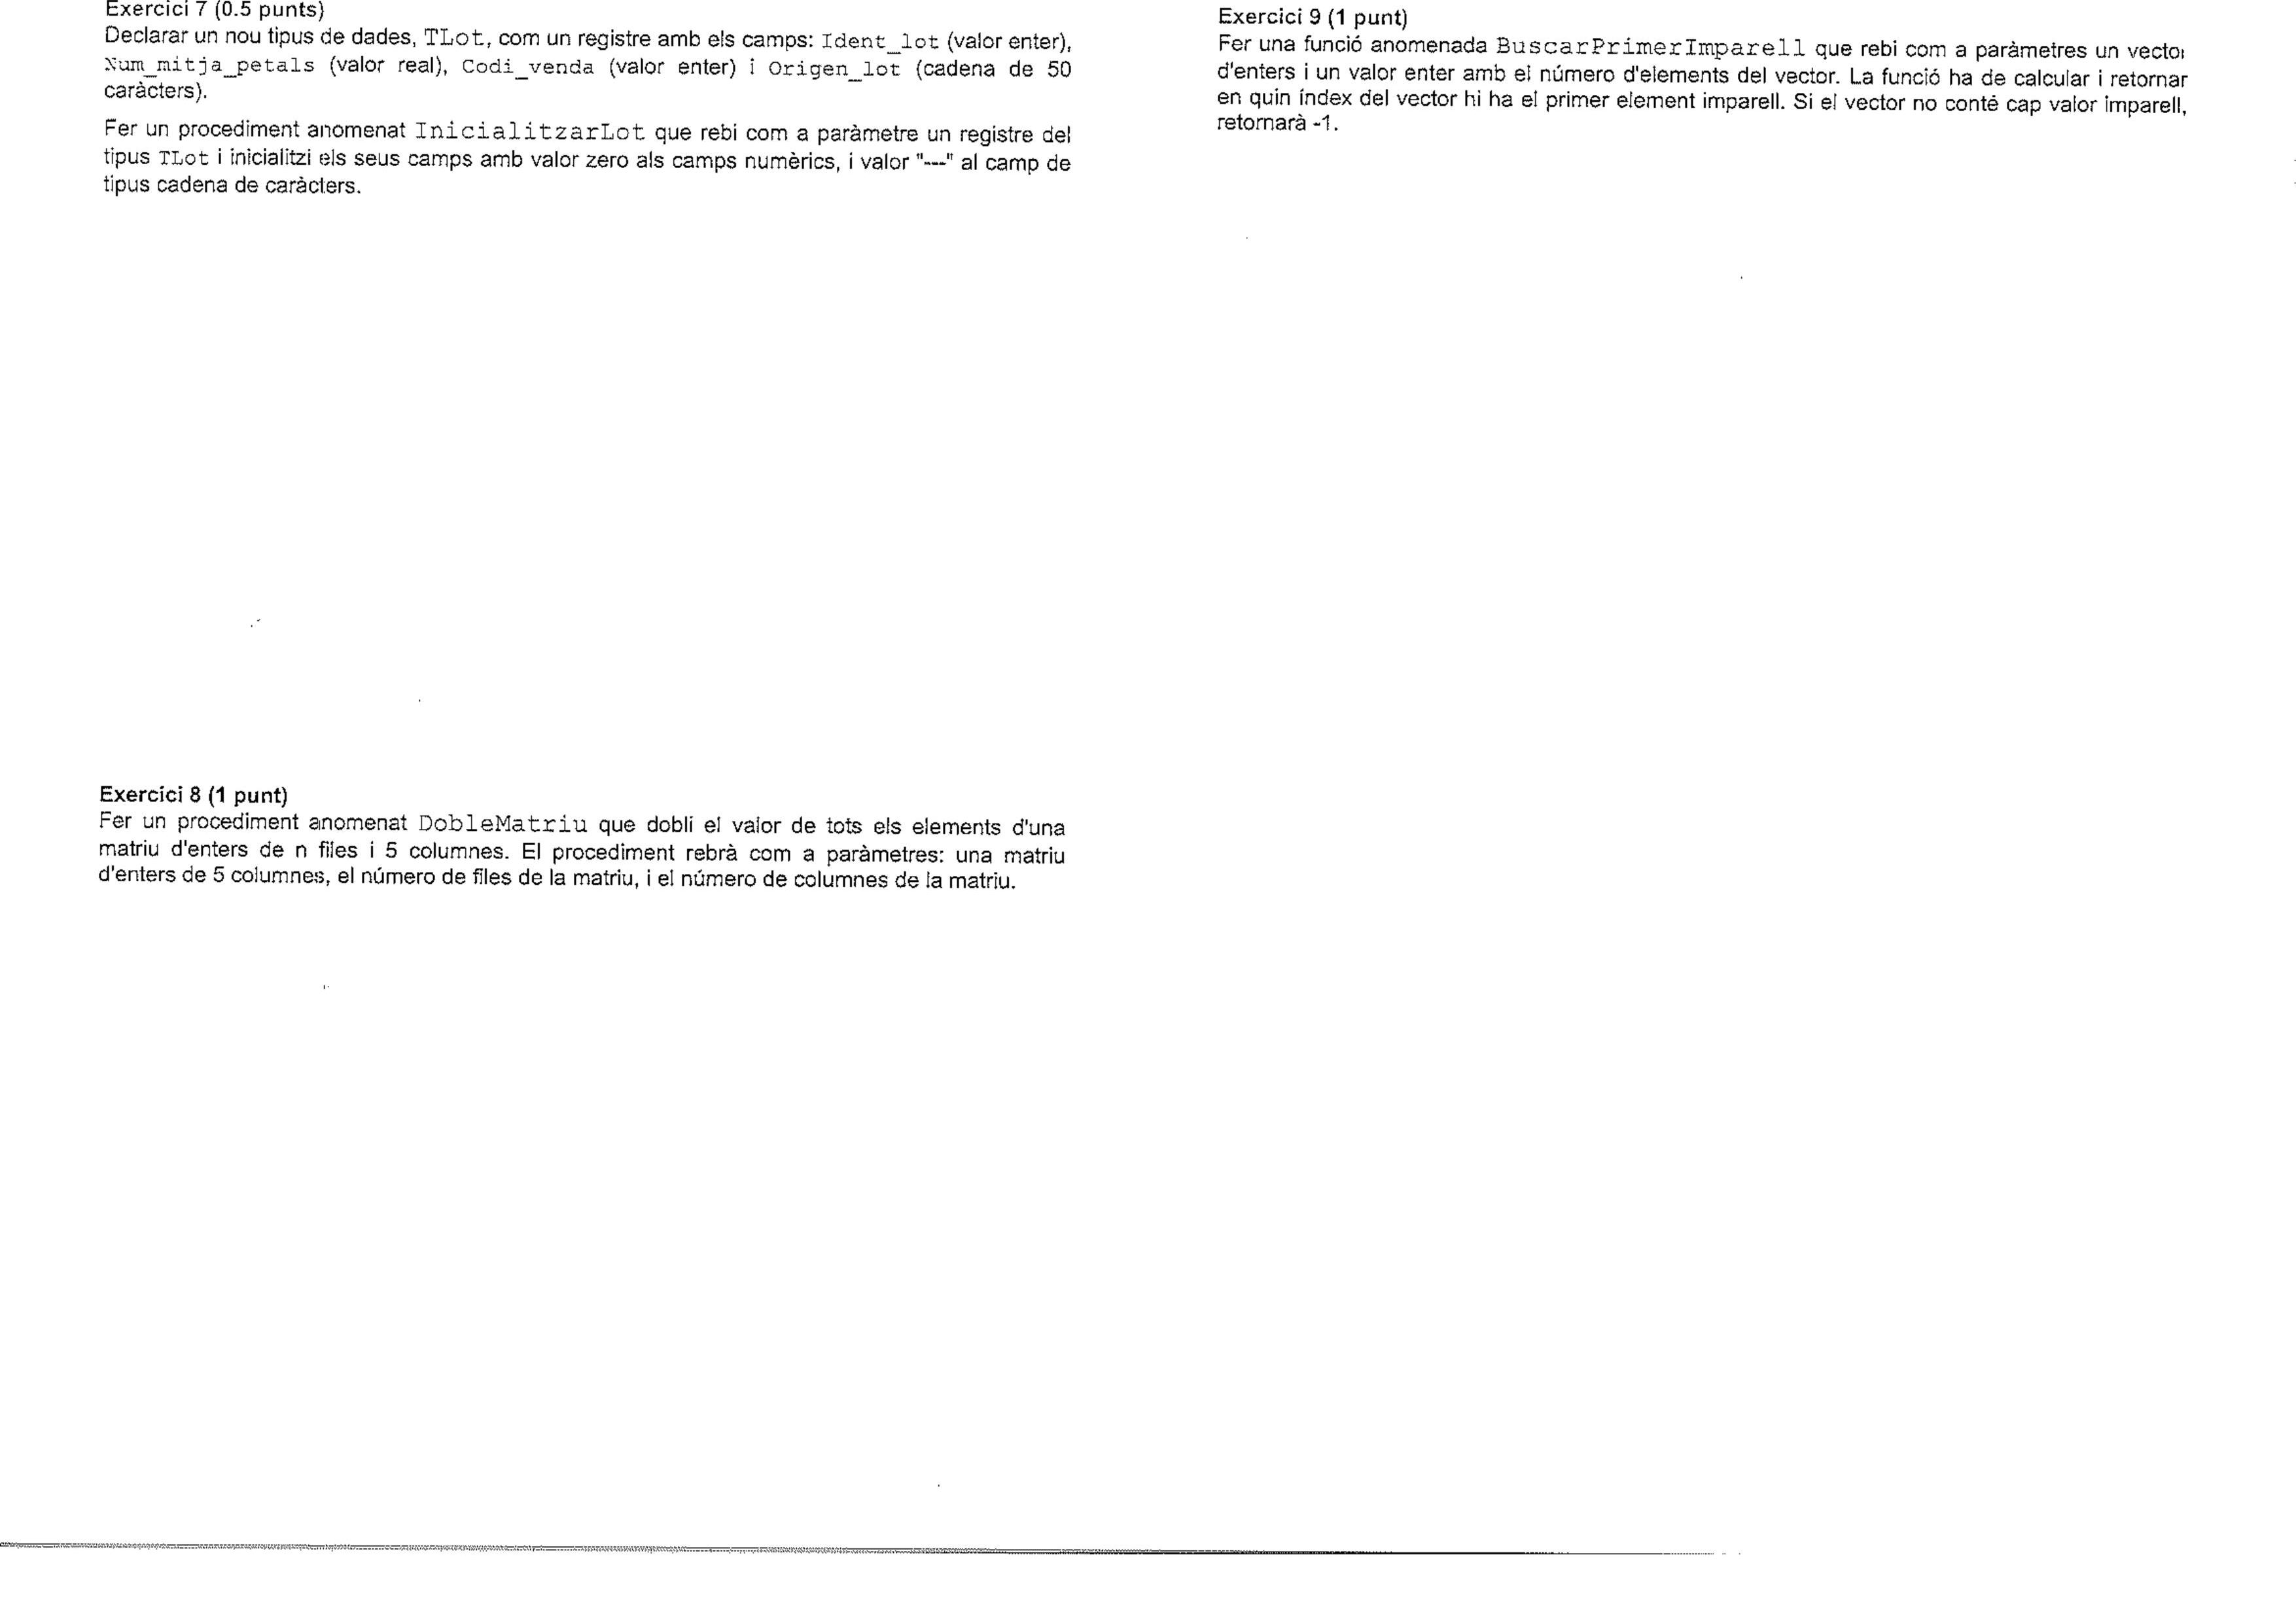 Exercici 7 (0.5 punts)
Declarar un nou tipus de dades, TLot, com un registre amb els camps: Ident_lot (valor enter),
Num_mitja_petals (valor real), Codi_venda (valor enter) i Origen_lot (cadena de 50
caràcters).
Fer un procediment anomenat InicialitzarLot que rebi com a paràmetre un registre del
tipus TLot i inicialitzi els seus camps amb valor zero als camps numèrics, i valor "---" al camp de
tipus cadena de caràcters.
Exercici 8 (1 punt)
Fer un procediment anomenat DobleMatriu que dobli el valor de tots els elements d'una
matriu d'enters de n files i 5 columnes. El procediment rebrà com a paràmetres: una matriu
d'enters de 5 columnes, el número de files de la matriu, i el número de columnes de la matriu.
Exercici 9 (1 punt)
Fer una funció anomenada BuscarPrimerImparell que rebi com a paràmetres un vector
d'enters i un valor enter amb el número d'elements del vector. La funció ha de calcular i retornar
en quin índex del vector hi ha el primer element imparell. Si el vector no conté cap valor imparell,
retornarà -1.